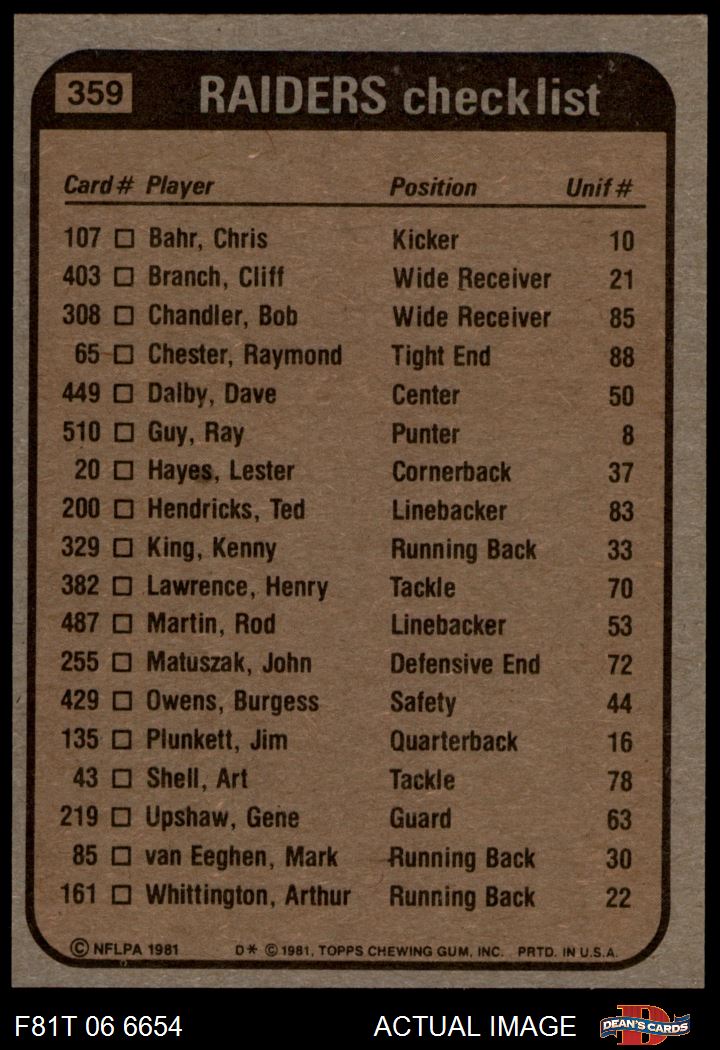 359 RAIDERS checklist
Card # Player Position Unif #
107 □ Bahr, Chris Kicker 10
403 □ Branch, Cliff Wide Receiver 21
308 □ Chandler, Bob Wide Receiver 85
65 □ Chester, Raymond Tight End 88
449 □ Dalby, Dave Center 50
510 □ Guy, Ray Punter 8
20 □ Hayes, Lester Cornerback 37
200 □ Hendricks, Ted Linebacker 83
329 □ King, Kenny Running Back 33
382 □ Lawrence, Henry Tackle 70
487 □ Martin, Rod Linebacker 53
255 □ Matuszak, John Defensive End 72
429 □ Owens, Burgess Safety 44
135 □ Plunkett, Jim Quarterback 16
43 □ Shell, Art Tackle 78
219 □ Upshaw, Gene Guard 63
85 □ van Eeghen, Mark Running Back 30
161 □ Whittington, Arthur Running Back 22
© NFLPA 1981 D* © 1981, TOPPS CHEWING GUM, INC. PRTD. IN U.S.A.
F81T 06 6654 ACTUAL IMAGE D DEAN'S CARDS